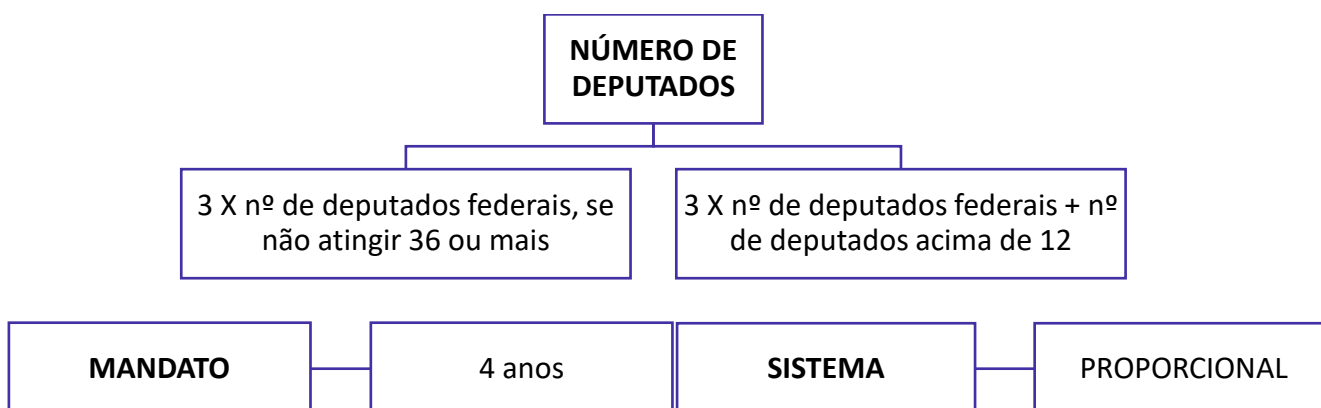 NÚMERO DE
DEPUTADOS
3 X nº de deputados federais, se
não atingir 36 ou mais
3 X nº de deputados federais + nº
de deputados acima de 12
MANDATO
4 anos
SISTEMA
PROPORCIONAL